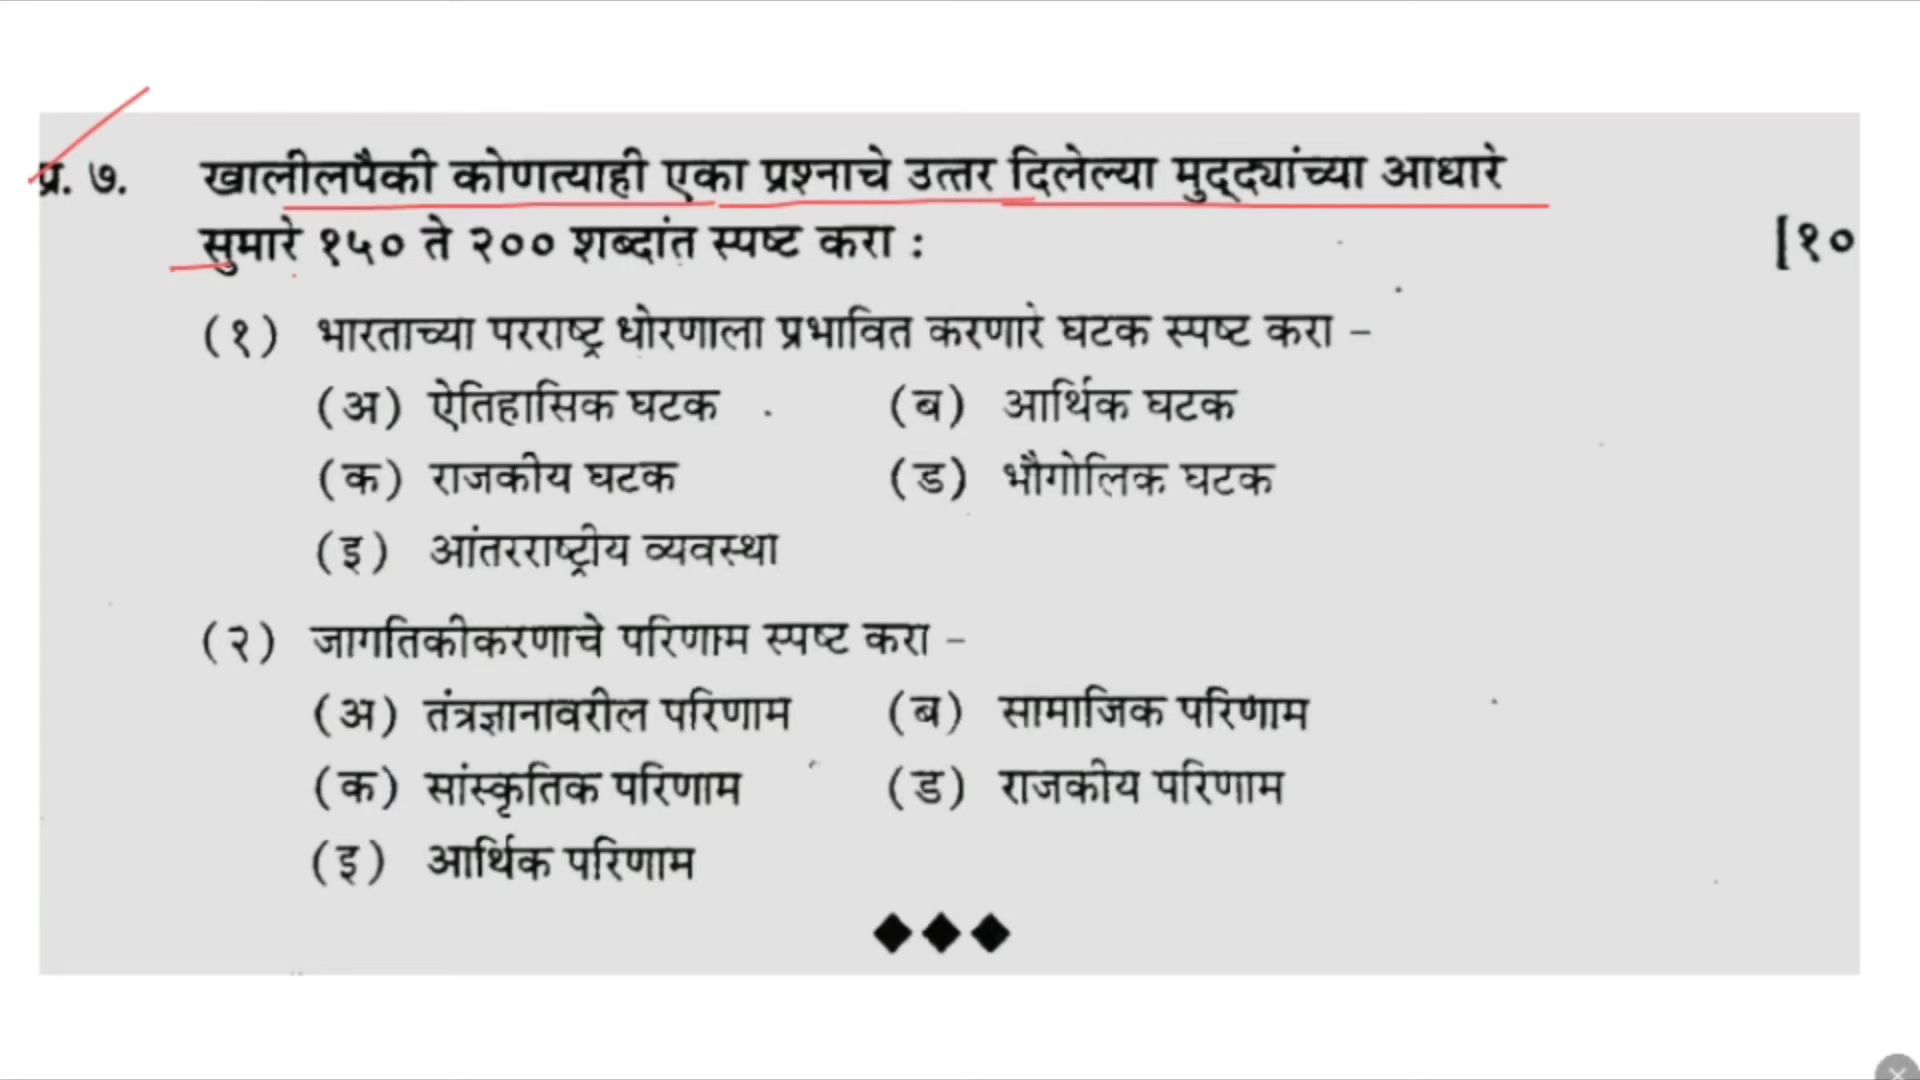 प्र. ७. खालीलपैकी कोणत्याही एका प्रश्नाचे उत्तर दिलेल्या मुद्द्यांच्या आधारे
सुमारे १५० ते २०० शब्दांत स्पष्ट करा : [१०
(१) भारताच्या परराष्ट्र धोरणाला प्रभावित करणारे घटक स्पष्ट करा –
(अ) ऐतिहासिक घटक (ब) आर्थिक घटक
(क) राजकीय घटक (ड) भौगोलिक घटक
(इ) आंतरराष्ट्रीय व्यवस्था
(२) जागतिकीकरणाचे परिणाम स्पष्ट करा –
(अ) तंत्रज्ञानावरील परिणाम (ब) सामाजिक परिणाम
(क) सांस्कृतिक परिणाम (ड) राजकीय परिणाम
(इ) आर्थिक परिणाम